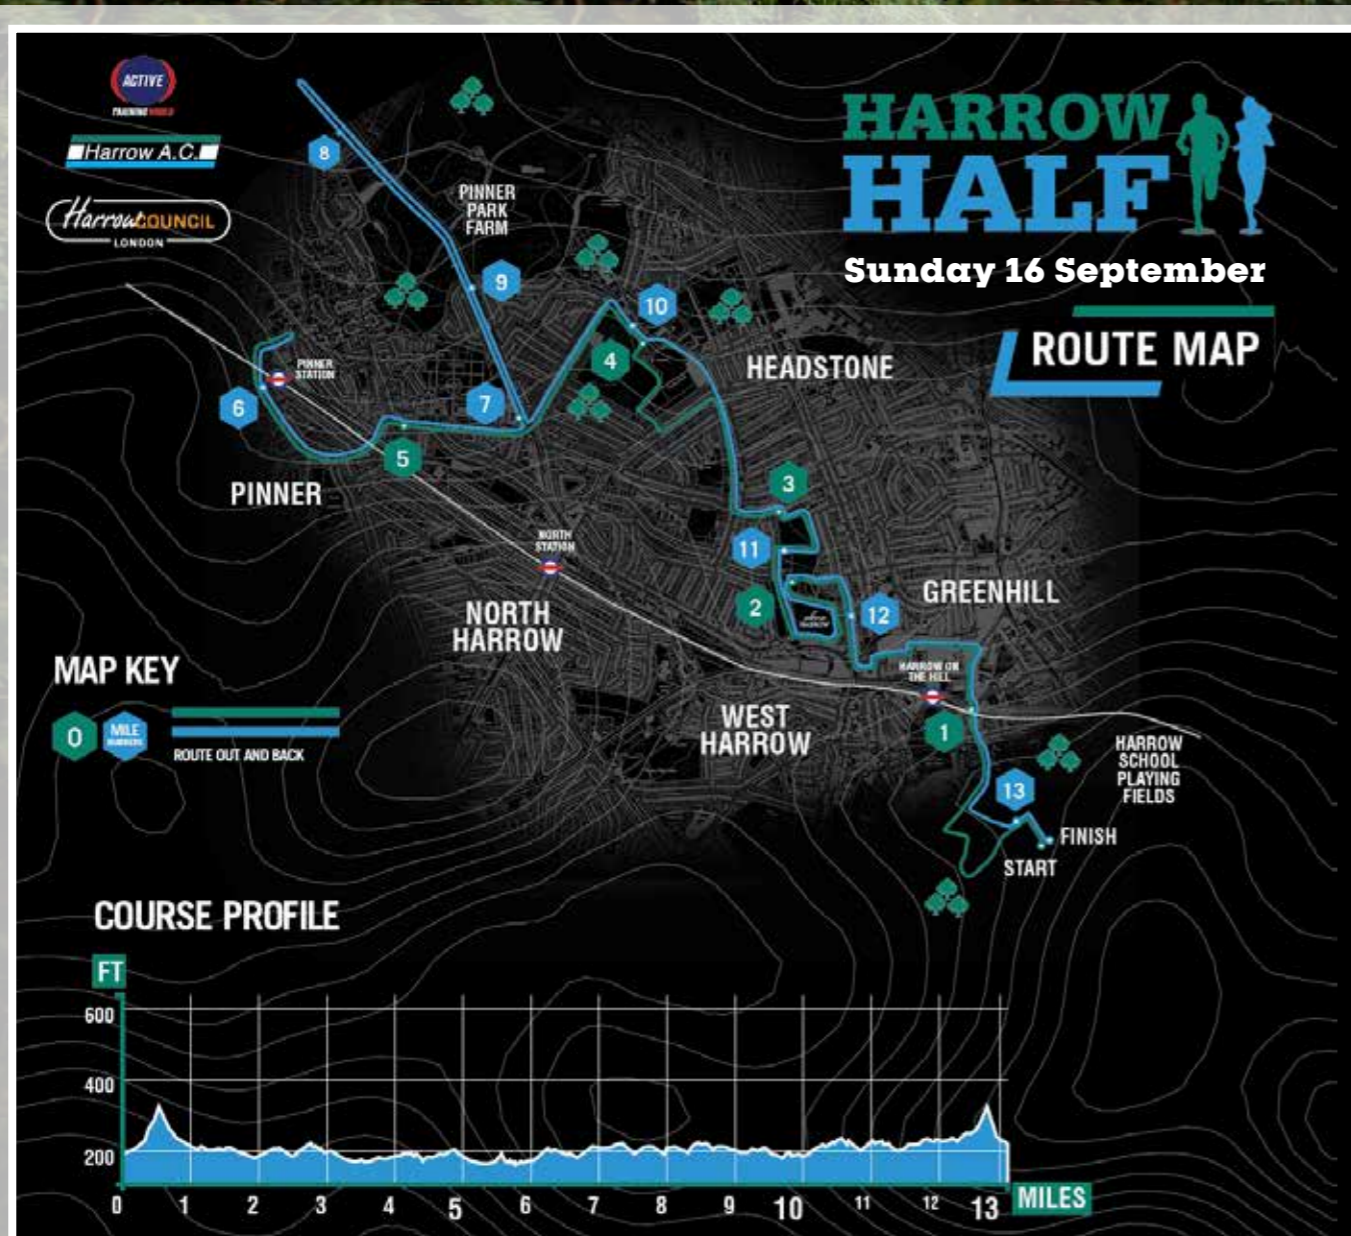 ACTIVE
TRAINING WORLD
Harrow A.C.
Harrow COUNCIL
LONDON
HARROW
HALF
Sunday 16 September
ROUTE MAP
8
PINNER
PARK
FARM
9
10
4
HEADSTONE
PINNER
STATION
6
7
5
PINNER
3
11
NORTH
STATION
2
12
GREENHILL
NORTH
HARROW
HARROW ON
THE HILL
1
WEST
HARROW
HARROW
SCHOOL
PLAYING
FIELDS
13
FINISH
START
MAP KEY
0
MILE
MARKERS
ROUTE OUT AND BACK
COURSE PROFILE
FT
600
400
200
0 1 2 3 4 5 6 7 8 9 10 11 12 13 MILES